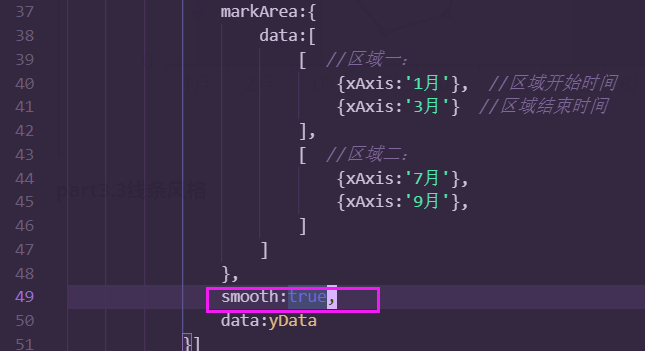 37 markArea:{
38 data:[
39 [ //区域一:
40 {xAxis:'1月'}, //区域开始时间
41 {xAxis:'3月'} //区域结束时间
42 ],
43 [ //区域二:
44 {xAxis:'7月'},
45 {xAxis:'9月'},
46 ]
47 ]
48 },
49 smooth:true,
50 data:yData
51 }]